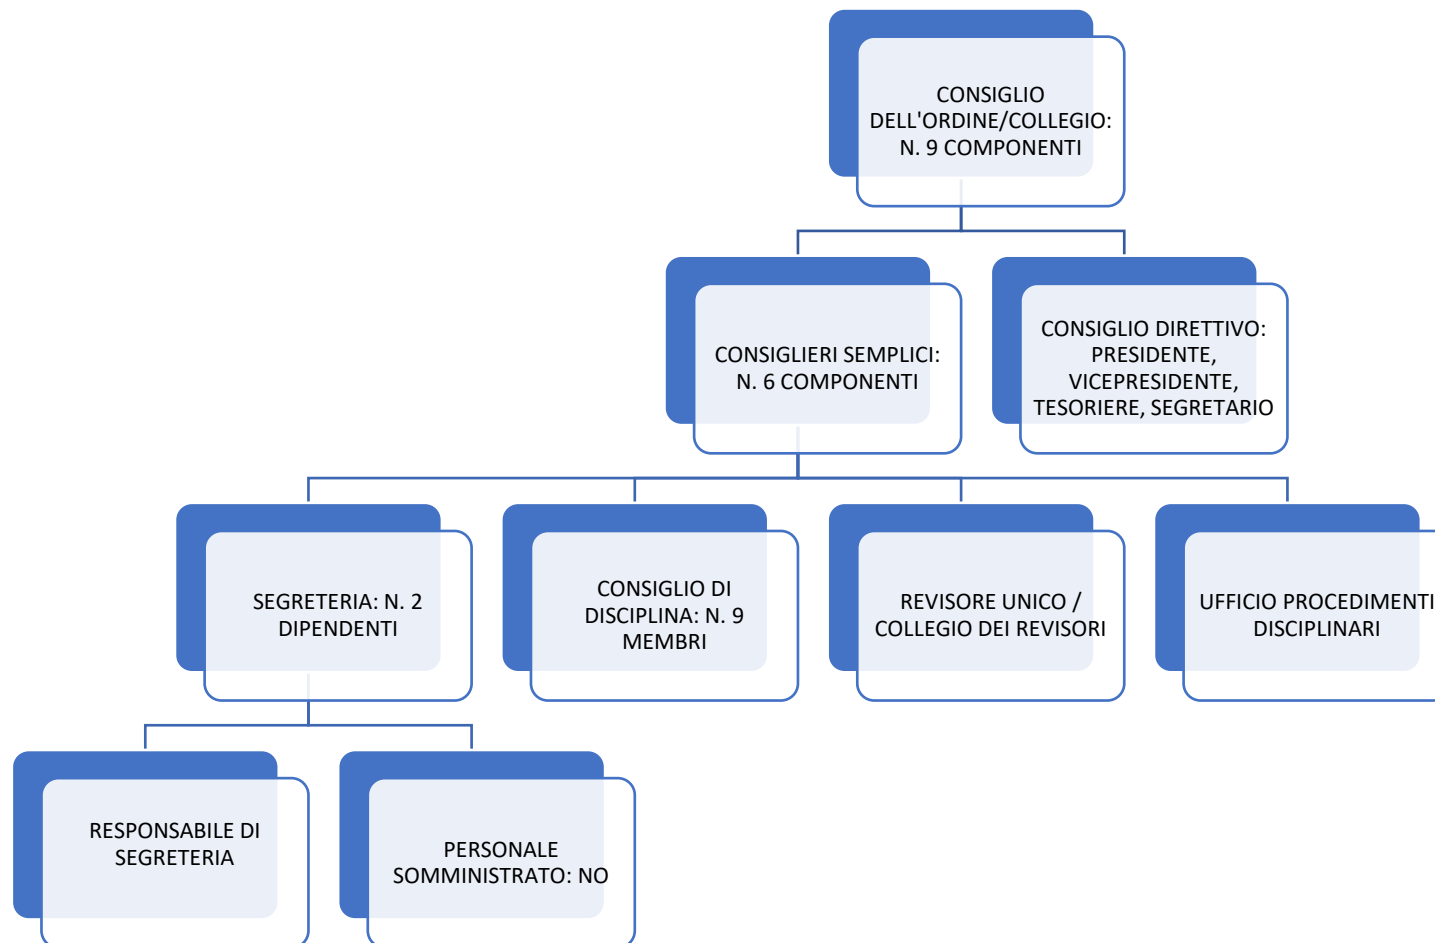 CONSIGLIO
DELL'ORDINE/COLLEGIO:
N. 9 COMPONENTI
CONSIGLIERI SEMPLICI:
N. 6 COMPONENTI
CONSIGLIO DIRETTIVO:
PRESIDENTE,
VICEPRESIDENTE,
TESORIERE, SEGRETARIO
SEGRETERIA: N. 2
DIPENDENTI
CONSIGLIO DI
DISCIPLINA: N. 9
MEMBRI
REVISORE UNICO /
COLLEGIO DEI REVISORI
UFFICIO PROCEDIMENTI
DISCIPLINARI
RESPONSABILE DI
SEGRETERIA
PERSONALE
SOMMINISTRATO: NO